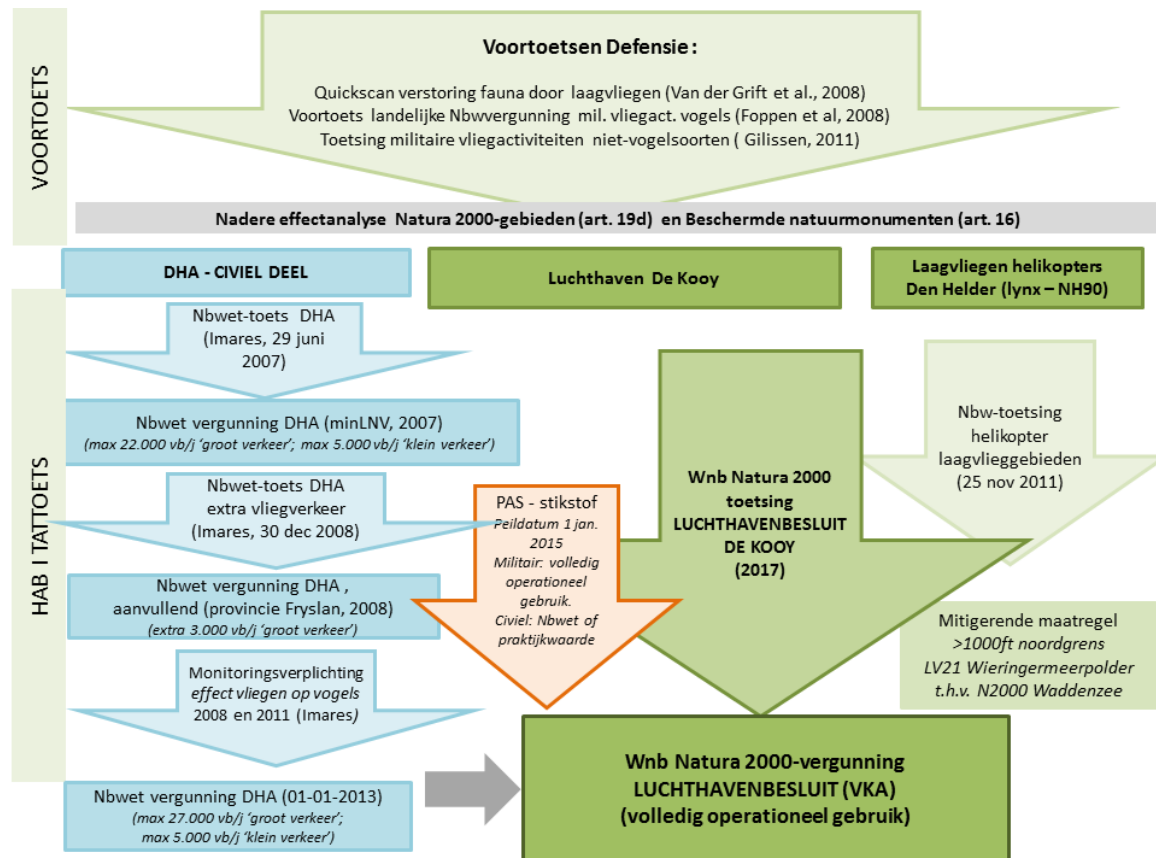 VOORTOETS
Voortoetsen Defensie :
Quickscan verstoring fauna door laagvliegen (Van der Grift et al., 2008)
Voortoets landelijke Nbwvergunning mil. vliegact. vogels (Foppen et al, 2008)
Toetsing militaire vliegactiviteiten niet-vogelsoorten ( Gilissen, 2011)
Nadere effectanalyse Natura 2000-gebieden (art. 19d) en Beschermde natuurmonumenten (art. 16)
HAB I TATTOETS
DHA - CIVIEL DEEL
Nbwet-toets DHA
(Imares, 29 juni
2007)
Nbwet vergunning DHA (minLNV, 2007)
(max 22.000 vb/j ‘groot verkeer’; max 5.000 vb/j ‘klein verkeer’)
Nbwet-toets DHA
extra vliegverkeer
(Imares, 30 dec 2008)
Nbwet vergunning DHA ,
aanvullend (provincie Fryslan, 2008)
(extra 3.000 vb/j ‘groot verkeer’)
Monitoringsverplichting
effect vliegen op vogels
2008 en 2011 (Imares)
Nbwet vergunning DHA (01-01-2013)
(max 27.000 vb/j ‘groot verkeer’;
max 5.000 vb/j ‘klein verkeer’)
PAS - stikstof
Peildatum 1 jan.
2015
Militair: volledig
operationeel
gebruik.
Civiel: Nbwet of
praktijkwaarde
Luchthaven De Kooy
Wnb Natura 2000
toetsing
LUCHTHAVENBESLUIT
DE KOOY
(2017)
Wnb Natura 2000-vergunning
LUCHTHAVENBESLUIT (VKA)
(volledig operationeel gebruik)
Laagvliegen helikopters
Den Helder (lynx – NH90)
Nbw-toetsing
helikopter
laagvlieggebieden
(25 nov 2011)
Mitigerende maatregel
>1000ft noordgrens
LV21 Wieringermeerpolder
t.h.v. N2000 Waddenzee